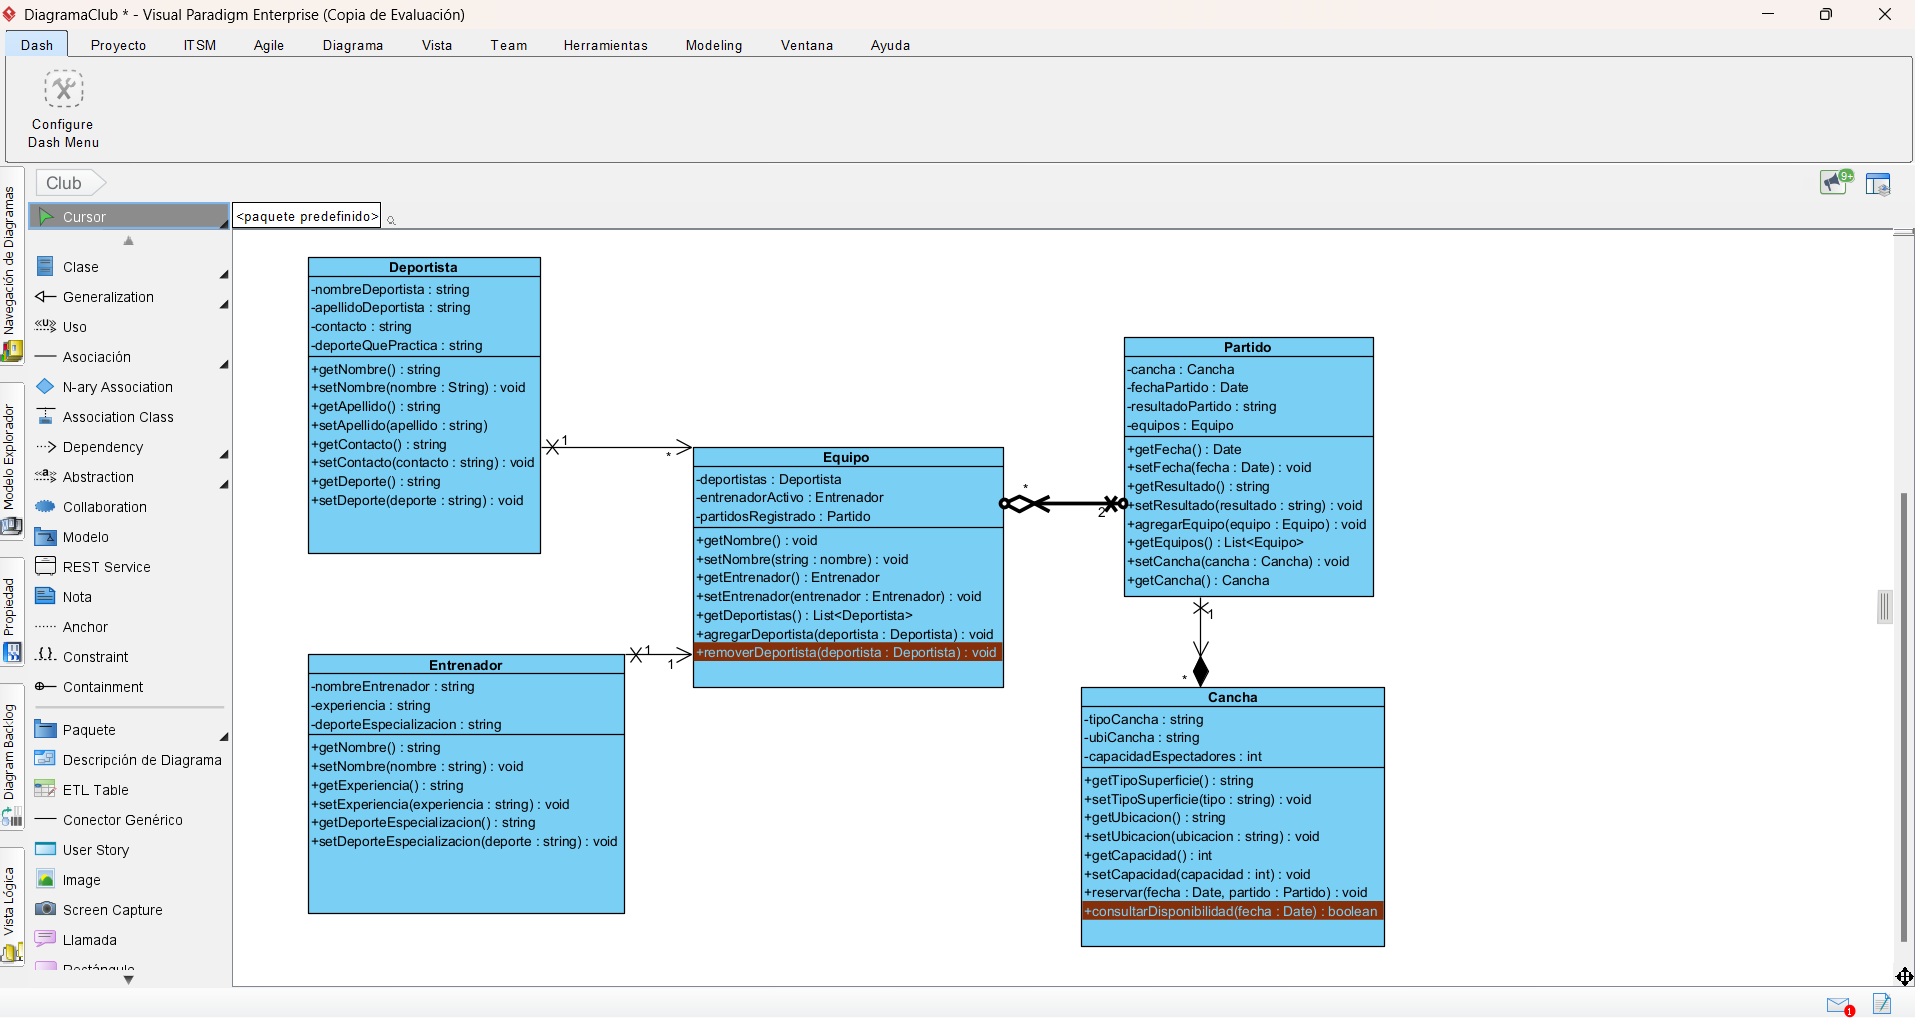 DiagramaClub * - Visual Paradigm Enterprise (Copia de Evaluación)
Dash Proyecto ITSM Agile Diagrama Vista Team Herramientas Modeling Ventana Ayuda
Configure
Dash Menu
Club
9+
Navegación de Diagramas
Modelo Explorador
Propiedad
Diagram Backlog
Vista Lógica
Cursor
Clase
Generalization
«U» Uso
Asociación
N-ary Association
Association Class
Dependency
«a» Abstraction
Collaboration
Modelo
REST Service
Nota
Anchor
Constraint
Containment
Paquete
Descripción de Diagrama
ETL Table
Conector Genérico
User Story
Image
Screen Capture
Llamada
Rectángulo
<paquete predefinido>
Deportista
-nombreDeportista : string
-apellidoDeportista : string
-contacto : string
-deporteQuePractica : string
+getNombre() : string
+setNombre(nombre : String) : void
+getApellido() : string
+setApellido(apellido : string)
+getContacto() : string
+setContacto(contacto : string) : void
+getDeporte() : string
+setDeporte(deporte : string) : void
1
*
Entrenador
-nombreEntrenador : string
-experiencia : string
-deporteEspecializacion : string
+getNombre() : string
+setNombre(nombre : string) : void
+getExperiencia() : string
+setExperiencia(experiencia : string) : void
+getDeporteEspecializacion() : string
+setDeporteEspecializacion(deporte : string) : void
1
1
Equipo
-deportistas : Deportista
-entrenadorActivo : Entrenador
-partidosRegistrado : Partido
+getNombre() : void
+setNombre(string : nombre) : void
+getEntrenador() : Entrenador
+setEntrenador(entrenador : Entrenador) : void
+getDeportistas() : List<Deportista>
+agregarDeportista(deportista : Deportista) : void
+removerDeportista(deportista : Deportista) : void
*
2
Partido
-cancha : Cancha
-fechaPartido : Date
-resultadoPartido : string
-equipos : Equipo
+getFecha() : Date
+setFecha(fecha : Date) : void
+getResultado() : string
+setResultado(resultado : string) : void
+agregarEquipo(equipo : Equipo) : void
+getEquipos() : List<Equipo>
+setCancha(cancha : Cancha) : void
+getCancha() : Cancha
1
*
Cancha
-tipoCancha : string
-ubiCancha : string
-capacidadEspectadores : int
+getTipoSuperficie() : string
+setTipoSuperficie(tipo : string) : void
+getUbicacion() : string
+setUbicacion(ubicacion : string) : void
+getCapacidad() : int
+setCapacidad(capacidad : int) : void
+reservar(fecha : Date, partido : Partido) : void
+consultarDisponibilidad(fecha : Date) : boolean
1